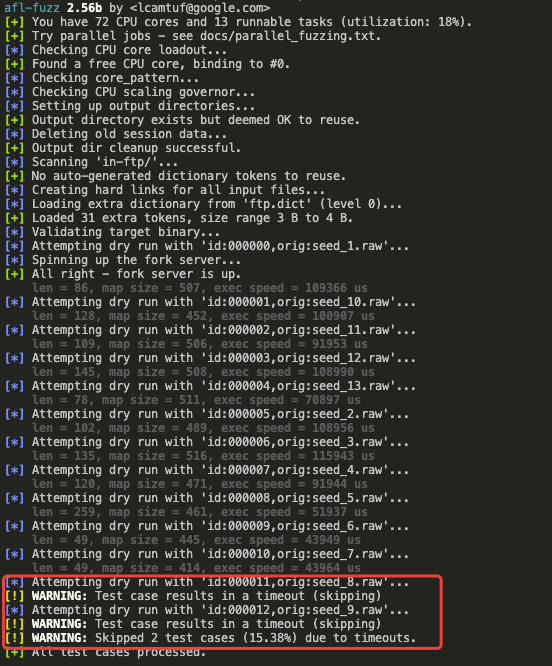 afl-fuzz 2.56b by <lcamtuf@google.com>
[+] You have 72 CPU cores and 13 runnable tasks (utilization: 18%).
[+] Try parallel jobs - see docs/parallel_fuzzing.txt.
[*] Checking CPU core loadout...
[+] Found a free CPU core, binding to #0.
[*] Checking core_pattern...
[*] Checking CPU scaling governor...
[*] Setting up output directories...
[+] Output directory exists but deemed OK to reuse.
[*] Deleting old session data...
[+] Output dir cleanup successful.
[*] Scanning 'in-ftp/'...
[+] No auto-generated dictionary tokens to reuse.
[*] Creating hard links for all input files...
[*] Loading extra dictionary from 'ftp.dict' (level 0)...
[+] Loaded 31 extra tokens, size range 3 B to 4 B.
[*] Validating target binary...
[*] Attempting dry run with 'id:000000,orig:seed_1.raw'...
[*] Spinning up the fork server...
[+] All right - fork server is up.
len = 86, map size = 507, exec speed = 109366 us
[*] Attempting dry run with 'id:000001,orig:seed_10.raw'...
len = 128, map size = 452, exec speed = 100907 us
[*] Attempting dry run with 'id:000002,orig:seed_11.raw'...
len = 109, map size = 506, exec speed = 91953 us
[*] Attempting dry run with 'id:000003,orig:seed_12.raw'...
len = 145, map size = 508, exec speed = 108990 us
[*] Attempting dry run with 'id:000004,orig:seed_13.raw'...
len = 78, map size = 511, exec speed = 70897 us
[*] Attempting dry run with 'id:000005,orig:seed_2.raw'...
len = 102, map size = 489, exec speed = 108956 us
[*] Attempting dry run with 'id:000006,orig:seed_3.raw'...
len = 135, map size = 516, exec speed = 115943 us
[*] Attempting dry run with 'id:000007,orig:seed_4.raw'...
len = 120, map size = 471, exec speed = 91944 us
[*] Attempting dry run with 'id:000008,orig:seed_5.raw'...
len = 259, map size = 461, exec speed = 51937 us
[*] Attempting dry run with 'id:000009,orig:seed_6.raw'...
len = 49, map size = 445, exec speed = 43949 us
[*] Attempting dry run with 'id:000010,orig:seed_7.raw'...
len = 49, map size = 414, exec speed = 43964 us
[*] Attempting dry run with 'id:000011,orig:seed_8.raw'...
[!] WARNING: Test case results in a timeout (skipping)
[*] Attempting dry run with 'id:000012,orig:seed_9.raw'...
[!] WARNING: Test case results in a timeout (skipping)
[!] WARNING: Skipped 2 test cases (15.38%) due to timeouts.
[+] All test cases processed.